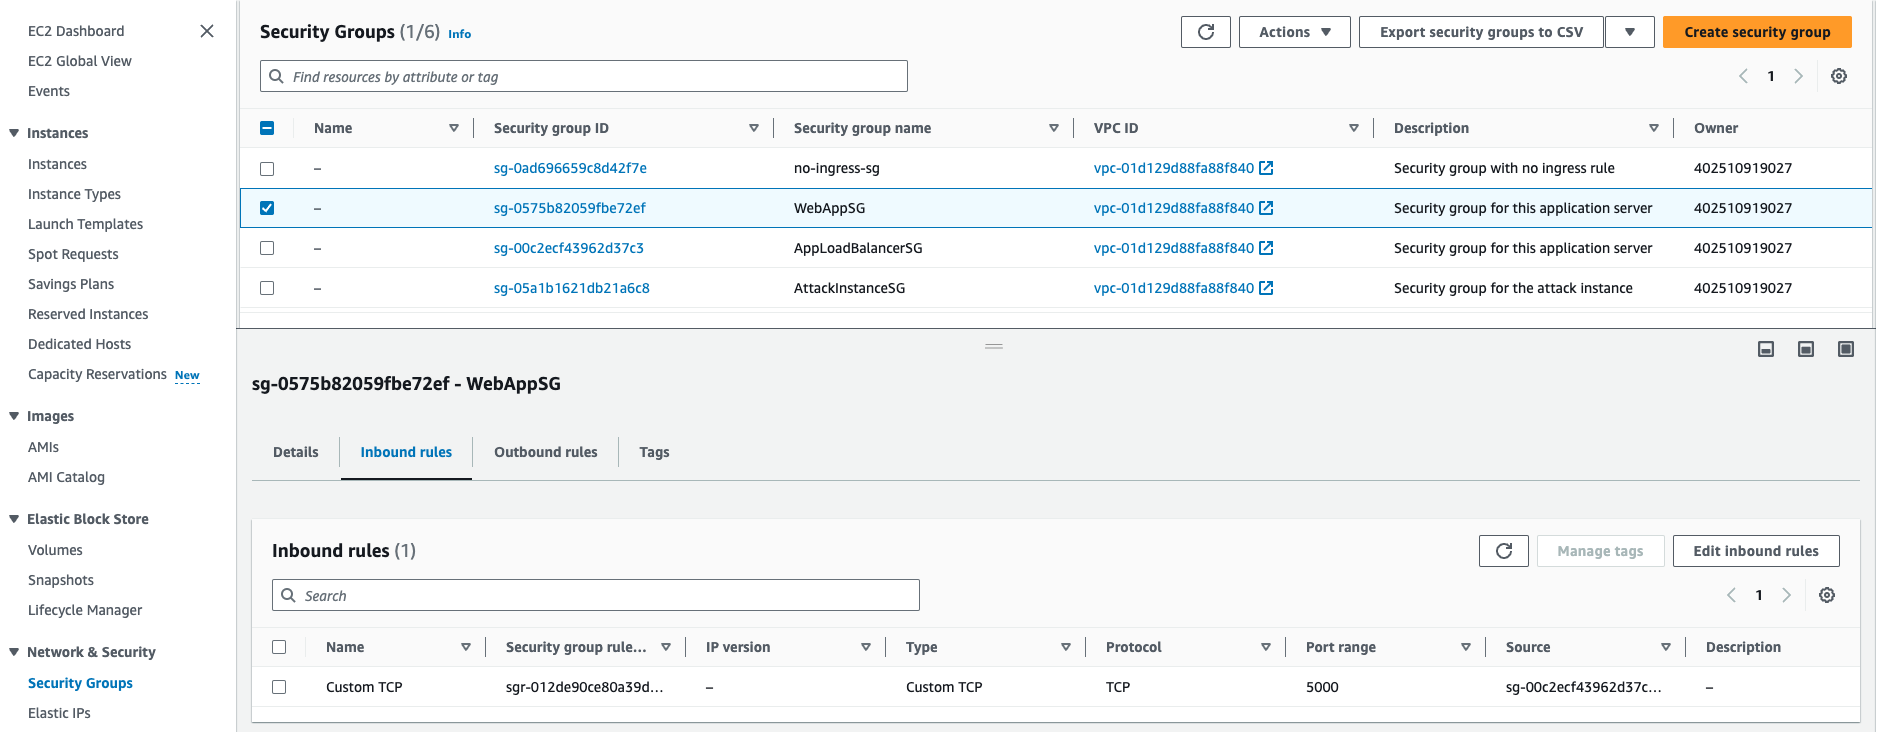 EC2 Dashboard
EC2 Global View
Events
Instances
Instances
Instance Types
Launch Templates
Spot Requests
Savings Plans
Reserved Instances
Dedicated Hosts
Capacity Reservations New
Images
AMIs
AMI Catalog
Elastic Block Store
Volumes
Snapshots
Lifecycle Manager
Network & Security
Security Groups
Elastic IPs
Security Groups (1/6) Info
Actions
Export security groups to CSV
Create security group
Find resources by attribute or tag
1
Name Security group ID Security group name VPC ID Description Owner
– sg-0ad696659c8d42f7e no-ingress-sg vpc-01d129d88fa88f840 Security group with no ingress rule 402510919027
– sg-0575b82059fbe72ef WebAppSG vpc-01d129d88fa88f840 Security group for this application server 402510919027
– sg-00c2ecf43962d37c3 AppLoadBalancerSG vpc-01d129d88fa88f840 Security group for this application server 402510919027
– sg-05a1b1621db21a6c8 AttackInstanceSG vpc-01d129d88fa88f840 Security group for the attack instance 402510919027
sg-0575b82059fbe72ef - WebAppSG
Details Inbound rules Outbound rules Tags
Inbound rules (1)
Manage tags Edit inbound rules
Search
1
Name Security group rule... IP version Type Protocol Port range Source Description
Custom TCP sgr-012de90ce80a39d... – Custom TCP TCP 5000 sg-00c2ecf43962d37c... –